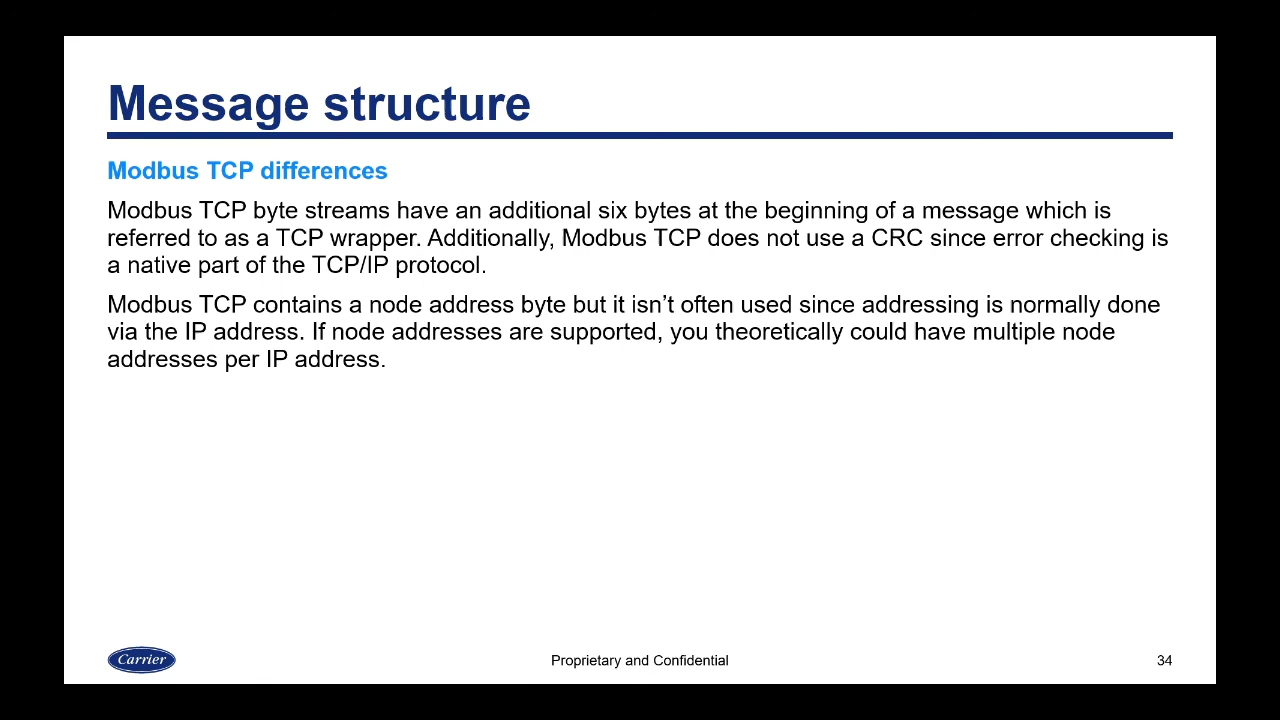 Message structure
Modbus TCP differences
Modbus TCP byte streams have an additional six bytes at the beginning of a message which is
referred to as a TCP wrapper. Additionally, Modbus TCP does not use a CRC since error checking is
a native part of the TCP/IP protocol.
Modbus TCP contains a node address byte but it isn’t often used since addressing is normally done
via the IP address. If node addresses are supported, you theoretically could have multiple node
addresses per IP address.
Carrier
Proprietary and Confidential
34